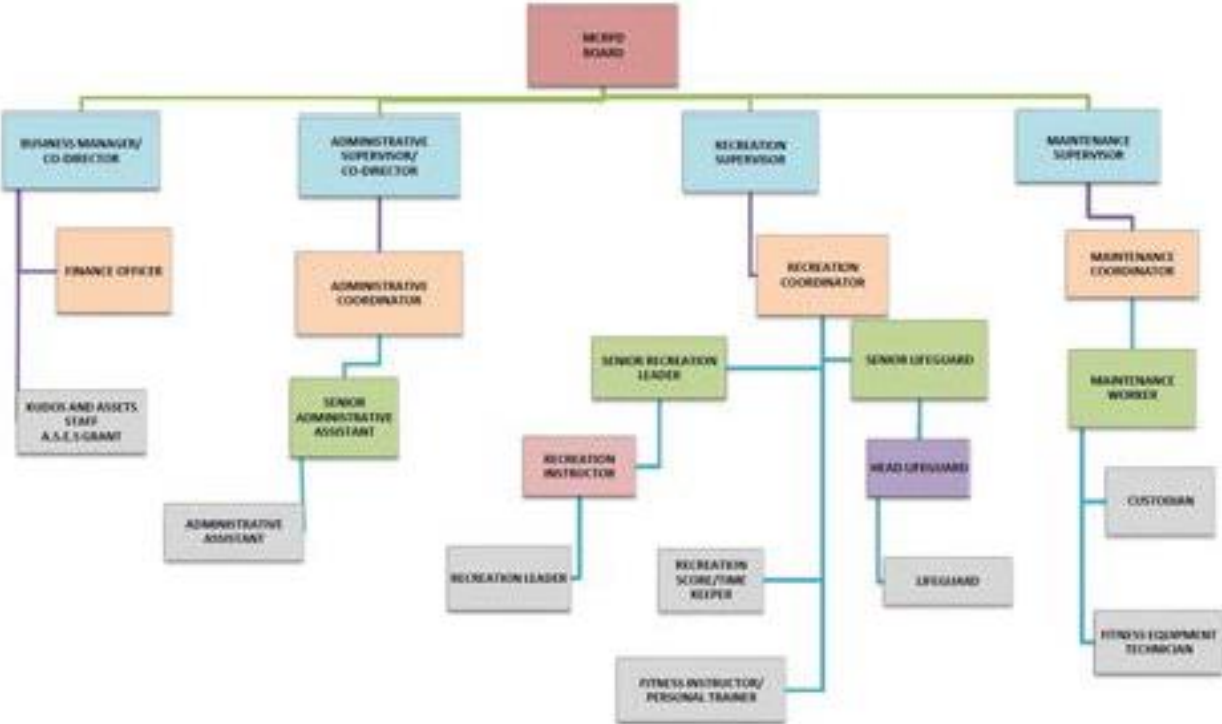 MCRPD
BOARD
BUSINESS MANAGER/
CO-DIRECTOR
ADMINISTRATIVE
SUPERVISOR/
CO-DIRECTOR
RECREATION
SUPERVISOR
MAINTENANCE
SUPERVISOR
FINANCE OFFICER
ADMINISTRATIVE
COORDINATOR
RECREATION
COORDINATOR
MAINTENANCE
COORDINATOR
SENIOR RECREATION
LEADER
SENIOR LIFEGUARD
KUDOS AND ASSETS
STAFF
A.S.E.S GRANT
SENIOR
ADMINISTRATIVE
ASSISTANT
MAINTENANCE
WORKER
RECREATION
INSTRUCTOR
HEAD LIFEGUARD
CUSTODIAN
ADMINISTRATIVE
ASSISTANT
RECREATION LEADER
RECREATION
SCORE/TIME
KEEPER
LIFEGUARD
FITNESS EQUIPMENT
TECHNICIAN
FITNESS INSTRUCTOR/
PERSONAL TRAINER